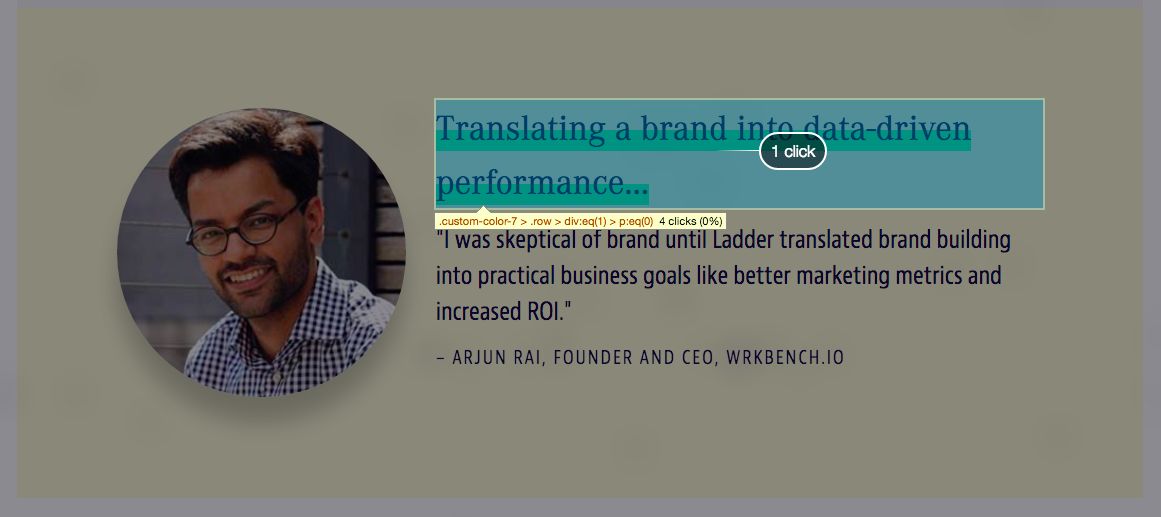 Translating a brand into data-driven
1 click
performance...
.custom-color-7 > .row > div:eq(1) > p:eq(0) 4 clicks (0%)
"I was skeptical of brand until Ladder translated brand building
into practical business goals like better marketing metrics and
increased ROI."
– ARJUN RAI, FOUNDER AND CEO, WRKBENCH.IO